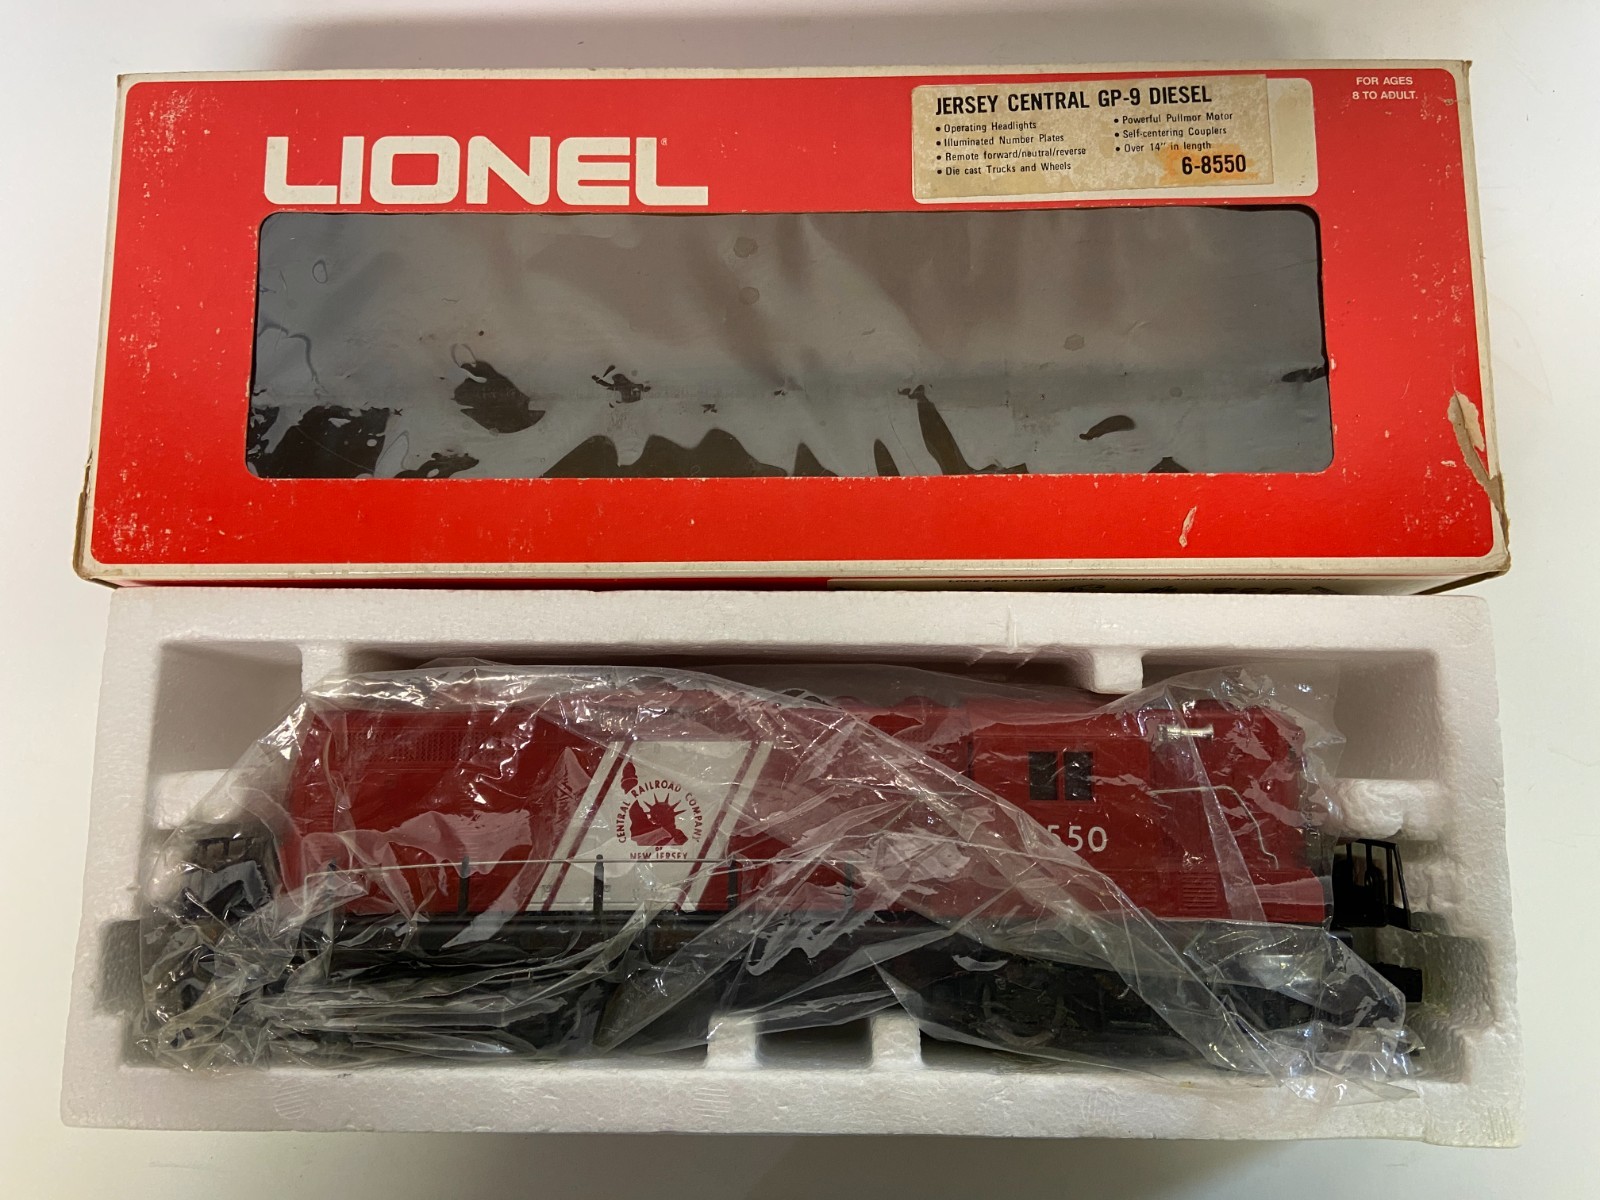 LIONEL®
JERSEY CENTRAL GP-9 DIESEL
• Operating Headlights
• Illuminated Number Plates
• Remote forward/neutral/reverse
• Die cast Trucks and Wheels
• Powerful Pullmor Motor
• Self-centering Couplers
• Over 14" in length
6-8550
FOR AGES
8 TO ADULT.
CENTRAL RAILROAD COMPANY
OF
NEW JERSEY
550